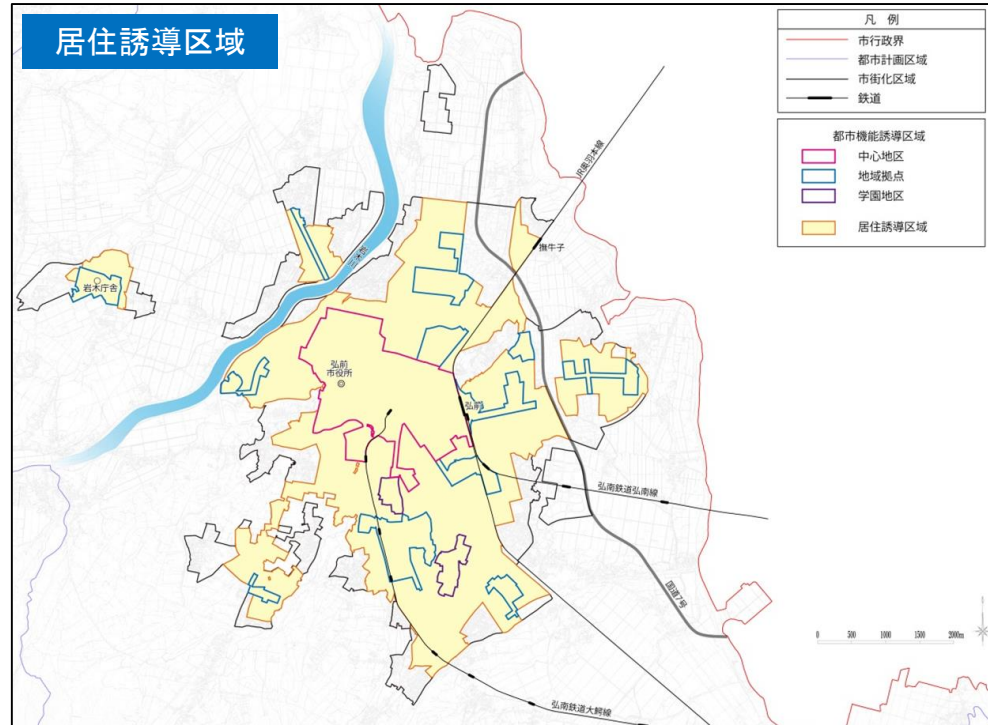 居住誘導区域
凡 例
市行政界
都市計画区域
市街化区域
鉄道
都市機能誘導区域
中心地区
地域拠点
学園地区
居住誘導区域
JR奥羽本線
撫牛子
岩木川
岩木庁舎
弘前
市役所
弘前
弘南鉄道弘南線
国道7号
弘南鉄道大鰐線
0 500 1000 1500 2000m